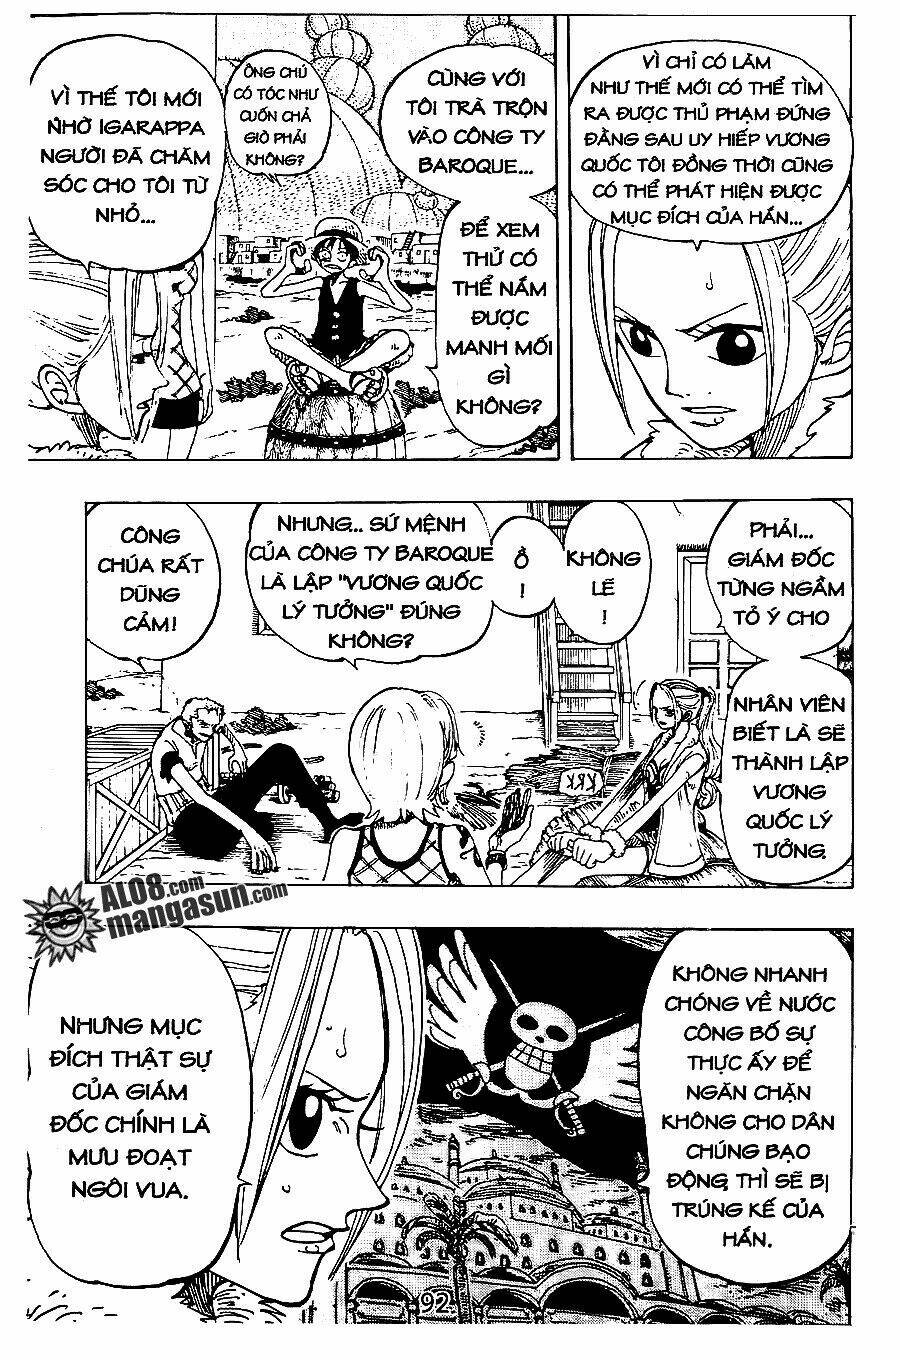 VÌ THẾ TÔI MỚI
NHỜ IGARAPPA
NGƯỜI ĐÃ CHĂM
SÓC CHO TÔI TỪ
NHỎ...
ÔNG CHÚ
CÓ TÓC NHƯ
CUỐN CHẢ
GIÒ PHẢI
KHÔNG?
CÙNG VỚI
TÔI TRÀ TRỘN
VÀO CÔNG TY
BAROQUE...
ĐỂ XEM
THỬ CÓ
THỂ NẮM
ĐƯỢC
MANH MỐI
GÌ
KHÔNG?
VÌ CHỈ CÓ LÀM
NHƯ THẾ MỚI CÓ THỂ TÌM
RA ĐƯỢC THỦ PHẠM ĐỨNG
ĐẰNG SAU UY HIẾP VƯƠNG
QUỐC TÔI ĐỒNG THỜI CŨNG
CÓ THỂ PHÁT HIỆN ĐƯỢC
MỤC ĐÍCH CỦA HẮN...
CÔNG
CHÚA RẤT
DŨNG
CẢM!
NHƯNG.. SỨ MỆNH
CỦA CÔNG TY BAROQUE
LÀ LẬP "VƯƠNG QUỐC
LÝ TƯỞNG" ĐÚNG
KHÔNG?
Ồ
!
KHÔNG
LẼ
!
PHẢI...
GIÁM ĐỐC
TỪNG NGẦM
TỎ Ý CHO
NHÂN VIÊN
BIẾT LÀ SẼ
THÀNH LẬP
VƯƠNG
QUỐC LÝ
TƯỞNG.
ALO8.com
mangasun.com
NHƯNG MỤC
ĐÍCH THẬT SỰ
CỦA GIÁM
ĐỐC CHÍNH LÀ
MƯU ĐOẠT
NGÔI VUA.
KHÔNG NHANH
CHÓNG VỀ NƯỚC
CÔNG BỐ SỰ
THỰC ẤY ĐỂ
NGĂN CHẶN
KHÔNG CHO DÂN
CHÚNG BẠO
ĐỘNG, THÌ SẼ BỊ
TRÚNG KẾ CỦA
HẮN.
92